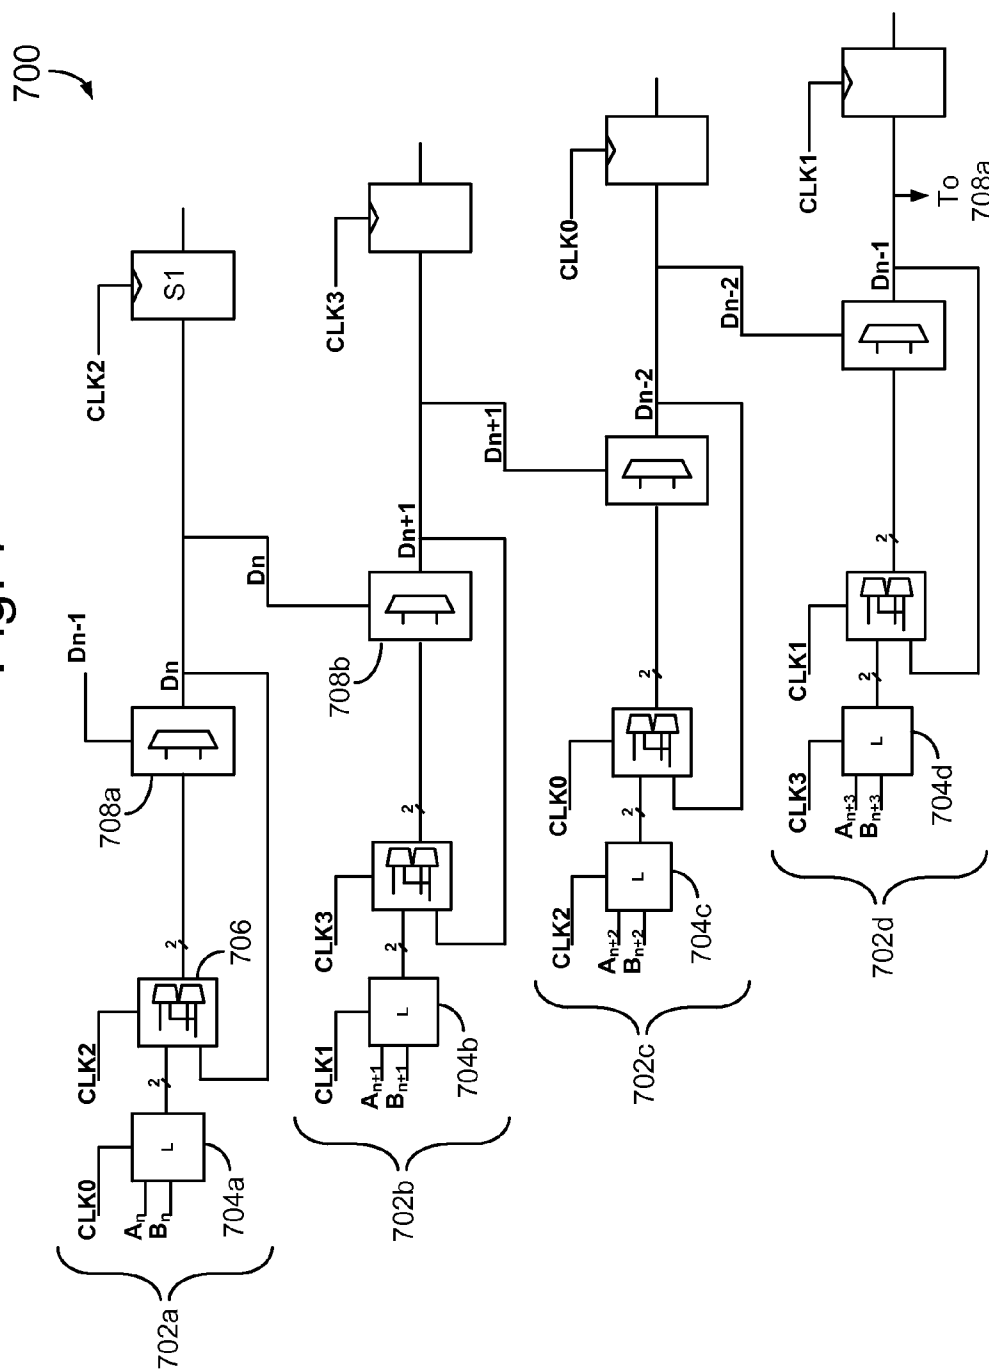 700
CLK2
S1
Dn-1
Dn
Dn
708a
CLK2
2
706
CLK0
2
L
An
Bn
704a
702a
CLK3
Dn+1
Dn+1
708b
CLK3
2
CLK1
2
L
An±1
Bn±1
704b
702b
CLK0
Dn-2
Dn-2
CLK0
2
CLK2
2
L
An±2
Bn±2
704c
702c
CLK1
To
708a
Dn-1
CLK1
2
CLK3
2
L
An±3
Bn±3
704d
702d